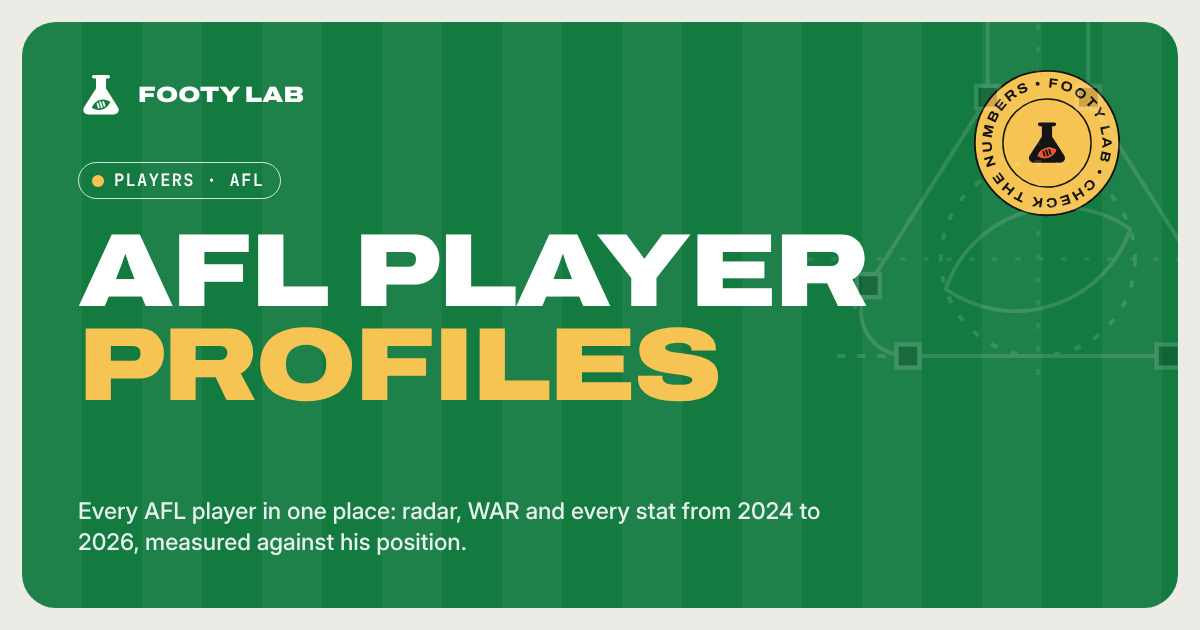 FOOTY LAB
FOOTY LAB • CHECK THE NUMBERS •
PLAYERS · AFL
AFL PLAYER
PROFILES
Every AFL player in one place: radar, WAR and every stat from 2024 to
2026, measured against his position.